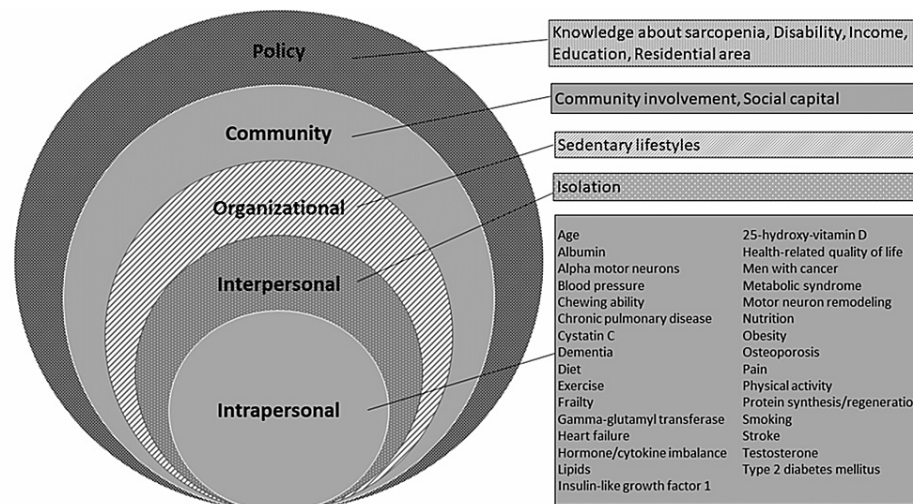 Policy
Knowledge about sarcopenia, Disability, Income,
Education, Residential area
Community
Community involvement, Social capital
Organizational
Sedentary lifestyles
Interpersonal
Isolation
Intrapersonal
Age
Albumin
Alpha motor neurons
Blood pressure
Chewing ability
Chronic pulmonary disease
Cystatin C
Dementia
Diet
Exercise
Frailty
Gamma-glutamyl transferase
Heart failure
Hormone/cytokine imbalance
Lipids
Insulin-like growth factor 1
25-hydroxy-vitamin D
Health-related quality of life
Men with cancer
Metabolic syndrome
Motor neuron remodeling
Nutrition
Obesity
Osteoporosis
Pain
Physical activity
Protein synthesis/regeneratio
Smoking
Stroke
Testosterone
Type 2 diabetes mellitus